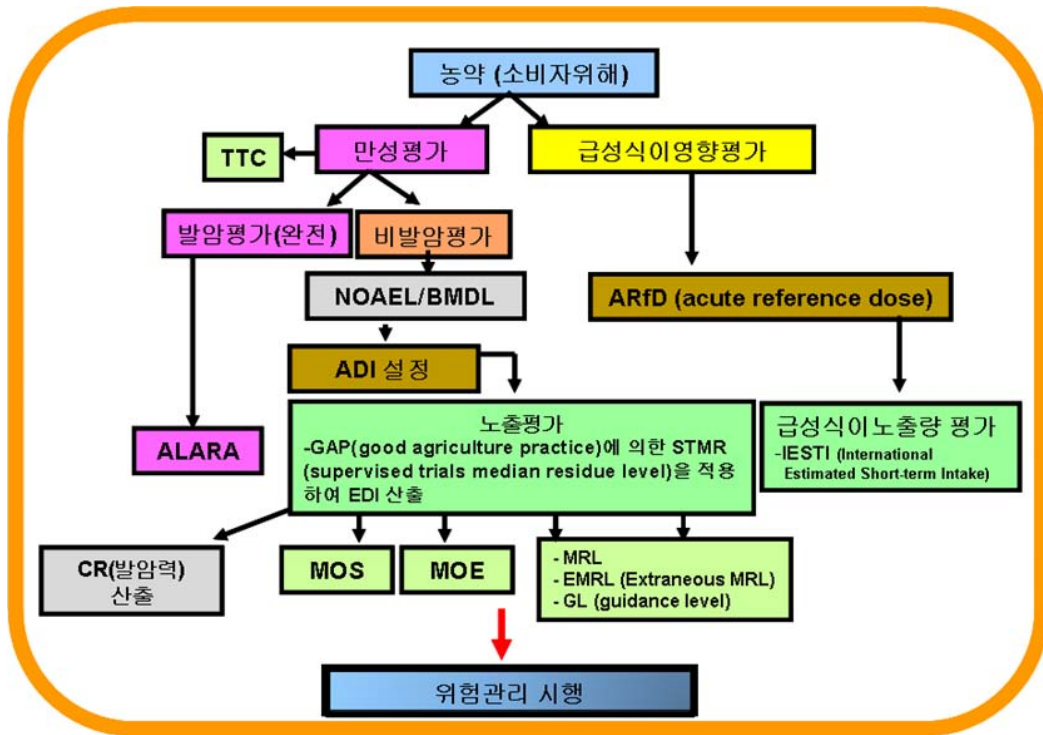 농약 (소비자위해)
TTC
만성평가
급성식이영향평가
발암평가(완전)
비발암평가
NOAEL/BMDL
ARfD (acute reference dose)
ADI 설정
노출평가
-GAP(good agriculture practice)에 의한 STMR
(supervised trials median residue level)을 적용
하여 EDI 산출
급성식이노출량 평가
-IESTI (International
Estimated Short-term Intake)
ALARA
CR(발암력)
산출
MOS
MOE
- MRL
- EMRL (Extraneous MRL)
- GL (guidance level)
위험관리 시행